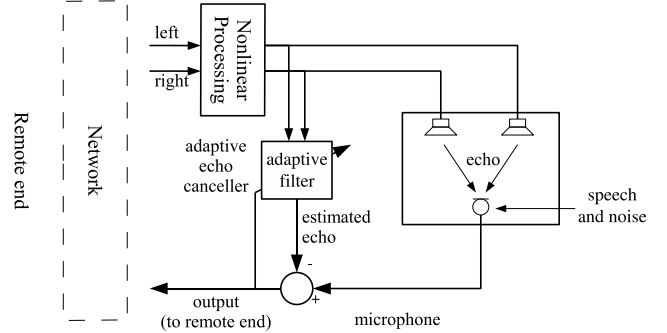 left
right
Nonlinear
Processing
Remote end
Network
adaptive
echo
canceller
adaptive
filter
echo
speech
and noise
estimated
echo
-
+
output
(to remote end)
microphone